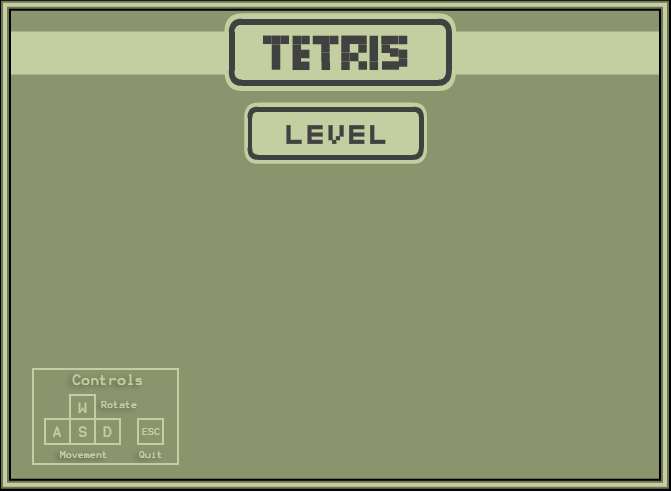 TETRIS
LEVEL
Controls
W Rotate
A S D ESC
Movement Quit